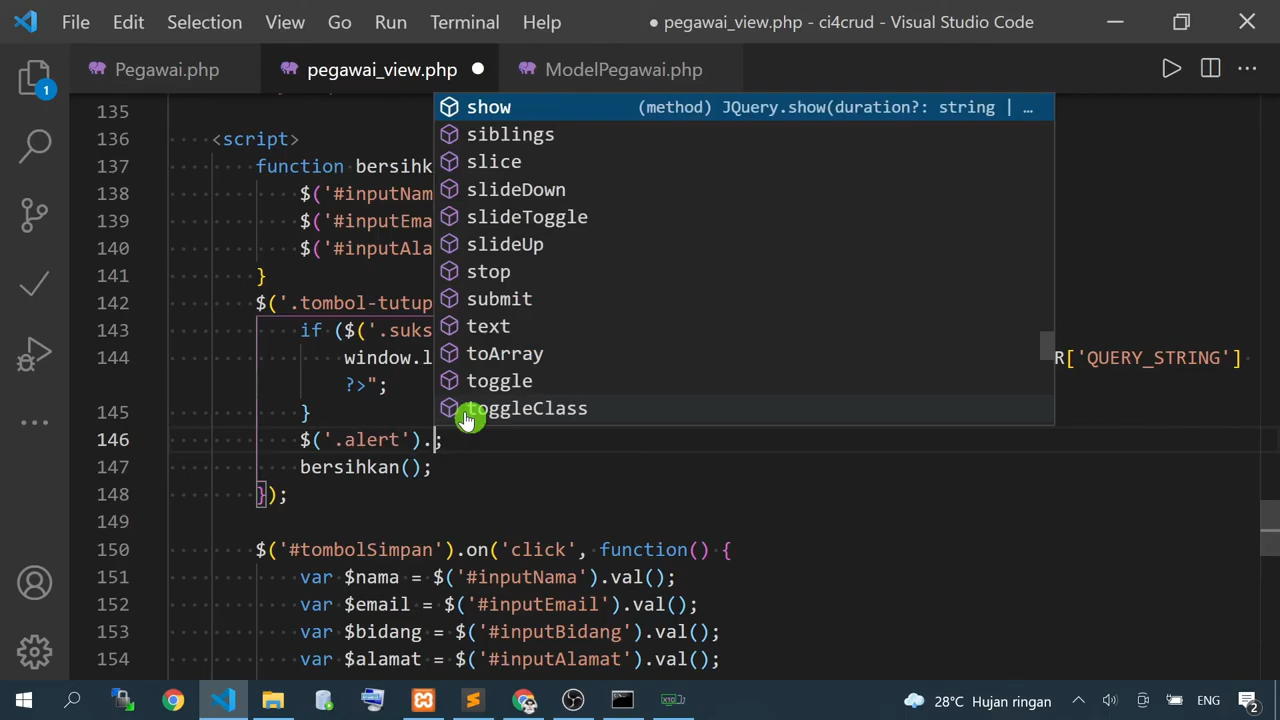 File Edit Selection View Go Run Terminal Help ● pegawai_view.php - ci4crud - Visual Studio Code
Pegawai.php pegawai_view.php ModelPegawai.php
1
135
136 <script>
137 function bersihk
138 $('#inputNam
139 $('#inputEma
140 $('#inputAla
141 }
142 $('.tombol-tutup
143 if ($('.suks
144 window.l R['QUERY_STRING']
?>";
145 }
146 $('.alert').;
147 bersihkan();
148 });
149
150 $('#tombolSimpan').on('click', function() {
151 var $nama = $('#inputNama').val();
152 var $email = $('#inputEmail').val();
153 var $bidang = $('#inputBidang').val();
154 var $alamat = $('#inputAlamat').val();
show (method) JQuery.show(duration?: string | …
siblings
slice
slideDown
slideToggle
slideUp
stop
submit
text
toArray
toggle
toggleClass
28°C Hujan ringan ENG 2